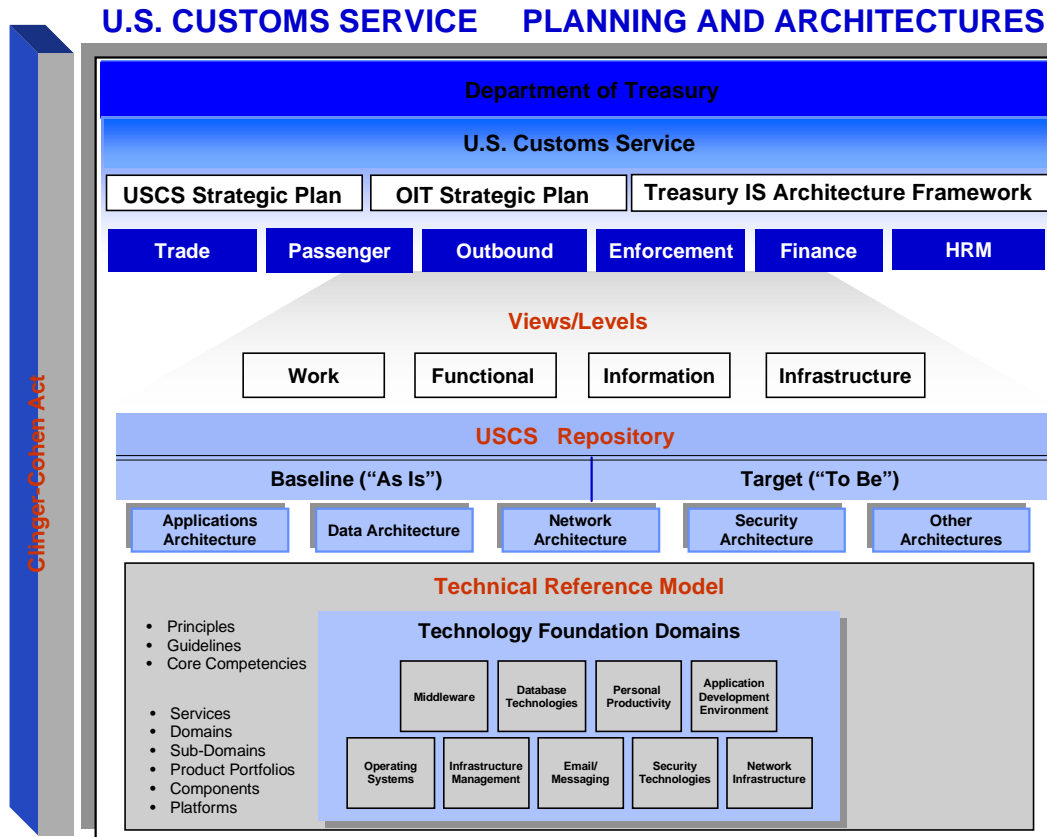 U.S. CUSTOMS SERVICE PLANNING AND ARCHITECTURES
Clinger-Cohen Act
Department of Treasury
U.S. Customs Service
USCS Strategic Plan
OIT Strategic Plan
Treasury IS Architecture Framework
Trade
Passenger
Outbound
Enforcement
Finance
HRM
Views/Levels
Work
Functional
Information
Infrastructure
USCS Repository
Baseline (“As Is”)
Target (“To Be”)
Applications
Architecture
Data Architecture
Network
Architecture
Security
Architecture
Other
Architectures
Technical Reference Model
• Principles
• Guidelines
• Core Competencies
• Services
• Domains
• Sub-Domains
• Product Portfolios
• Components
• Platforms
Technology Foundation Domains
Middleware
Database
Technologies
Personal
Productivity
Application
Development
Environment
Operating
Systems
Infrastructure
Management
Email/
Messaging
Security
Technologies
Network
Infrastructure